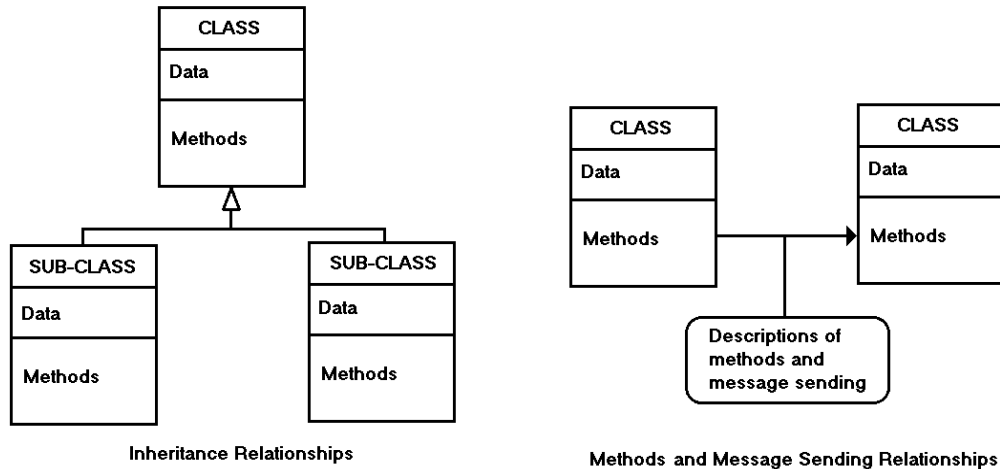 CLASS
Data
Methods
SUB-CLASS
Data
Methods
SUB-CLASS
Data
Methods
Inheritance Relationships
CLASS
Data
Methods
CLASS
Data
Methods
Descriptions of
methods and
message sending
Methods and Message Sending Relationships